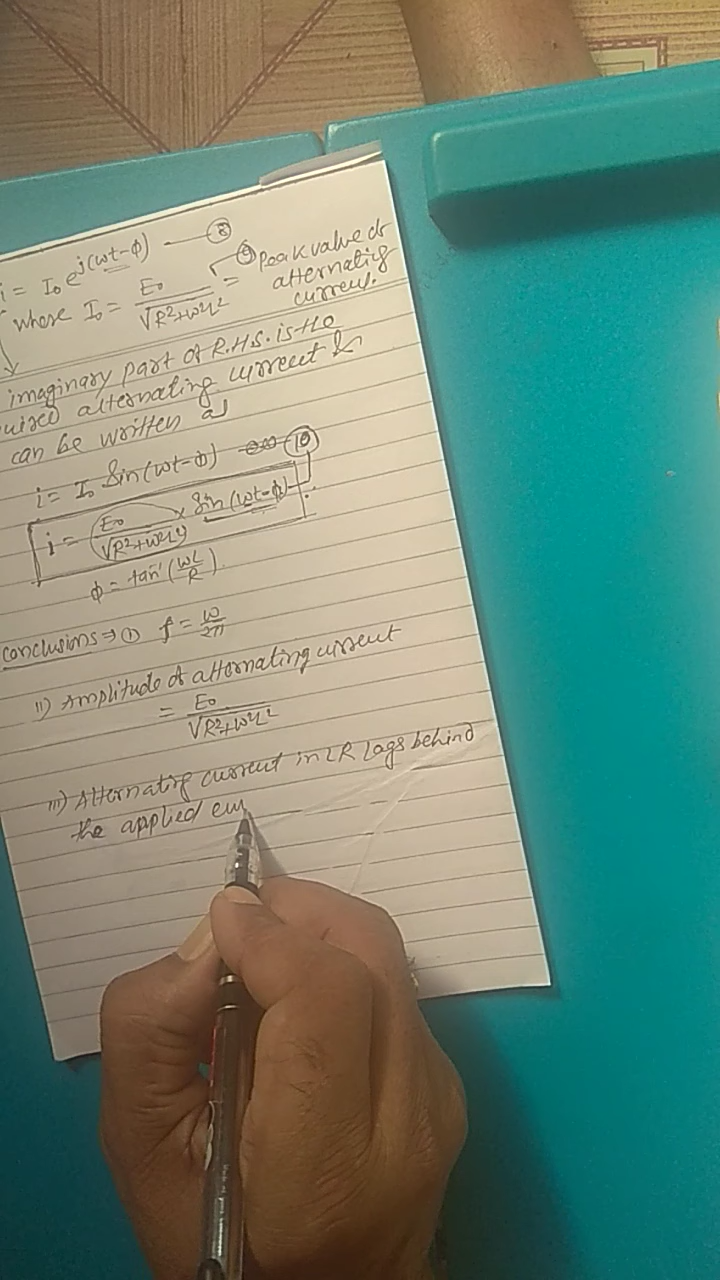 i = I₀ e^j(ωt-ϕ) — ⑧
where I₀ = E₀/√R²+ω²L² = ⑨ peak value of
alternating
current.
imaginary part of R.H.S. is the
uired alternating current &
can be written as
i = I₀ Sin(ωt-ϕ) — ⑩
i = E₀/√R²+ω²L² × Sin(ωt-ϕ)
ϕ = tan⁻¹(ωL/R).
Conclusions ⇒ ① f = ω/2π
ii) Amplitude of alternating current
= E₀/√R²+ω²L²
iii) Alternating current in LR Lags behind
the applied em